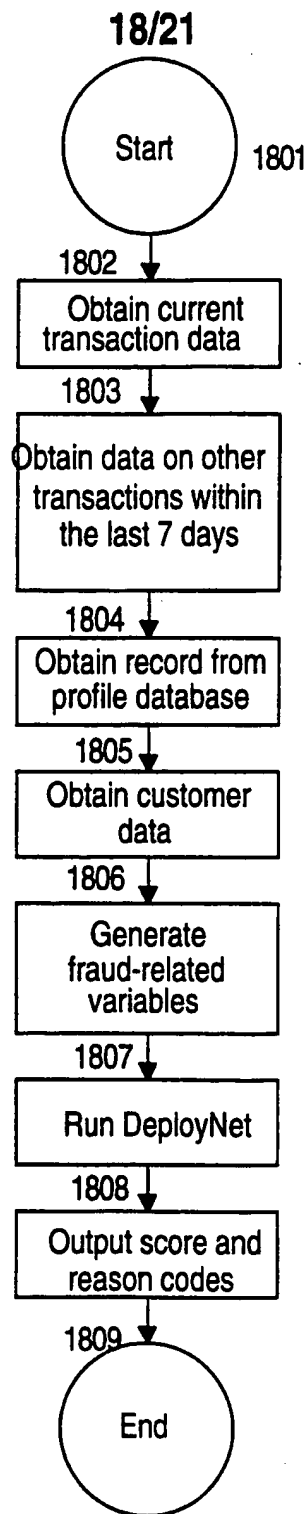 18/21
Start
1801
1802
Obtain current
transaction data
1803
Obtain data on other
transactions within
the last 7 days
1804
Obtain record from
profile database
1805
Obtain customer
data
1806
Generate
fraud-related
variables
1807
Run DeployNet
1808
Output score and
reason codes
1809
End